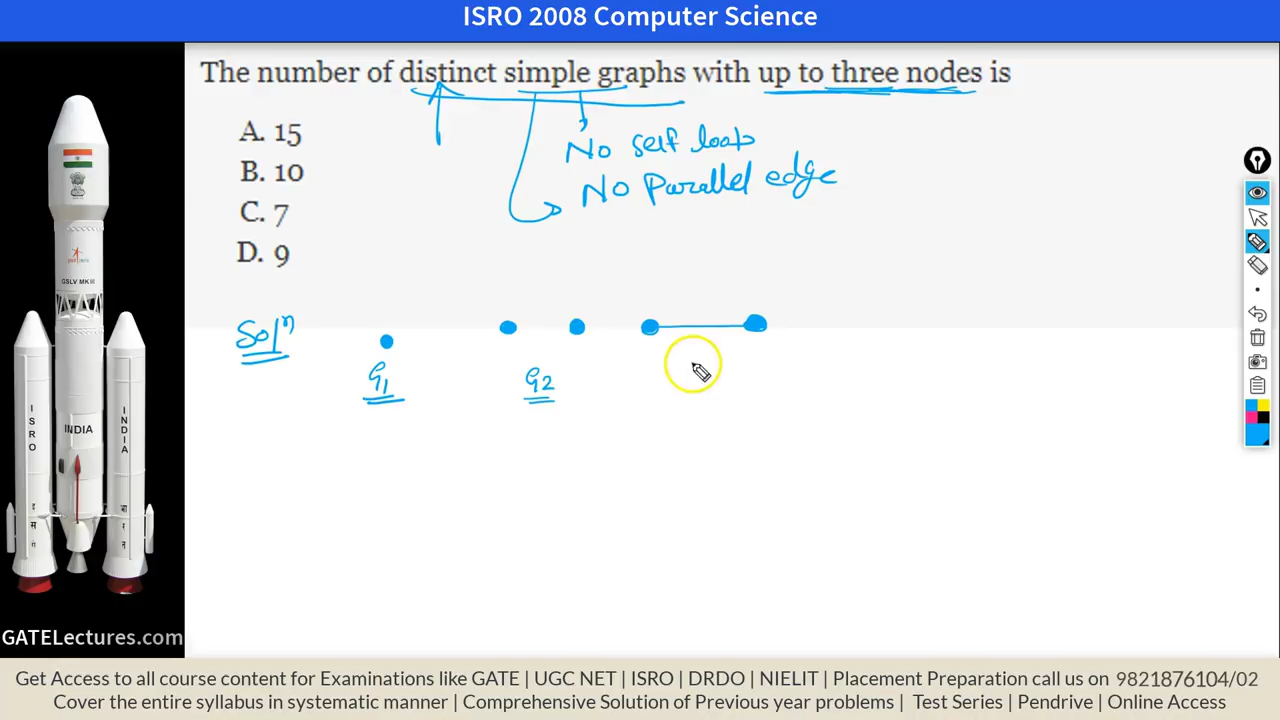 ISRO 2008 Computer Science
The number of distinct simple graphs with up to three nodes is
No self loop
No Parallel edge
A. 15
B. 10
C. 7
D. 9
Solⁿ
G1
G2
GSLV MK III
I S R O
INDIA
INDIA
GATELectures.com
Get Access to all course content for Examinations like GATE | UGC NET | ISRO | DRDO | NIELIT | Placement Preparation call us on 9821876104/02
Cover the entire syllabus in systematic manner | Comprehensive Solution of Previous year problems | Test Series | Pendrive | Online Access